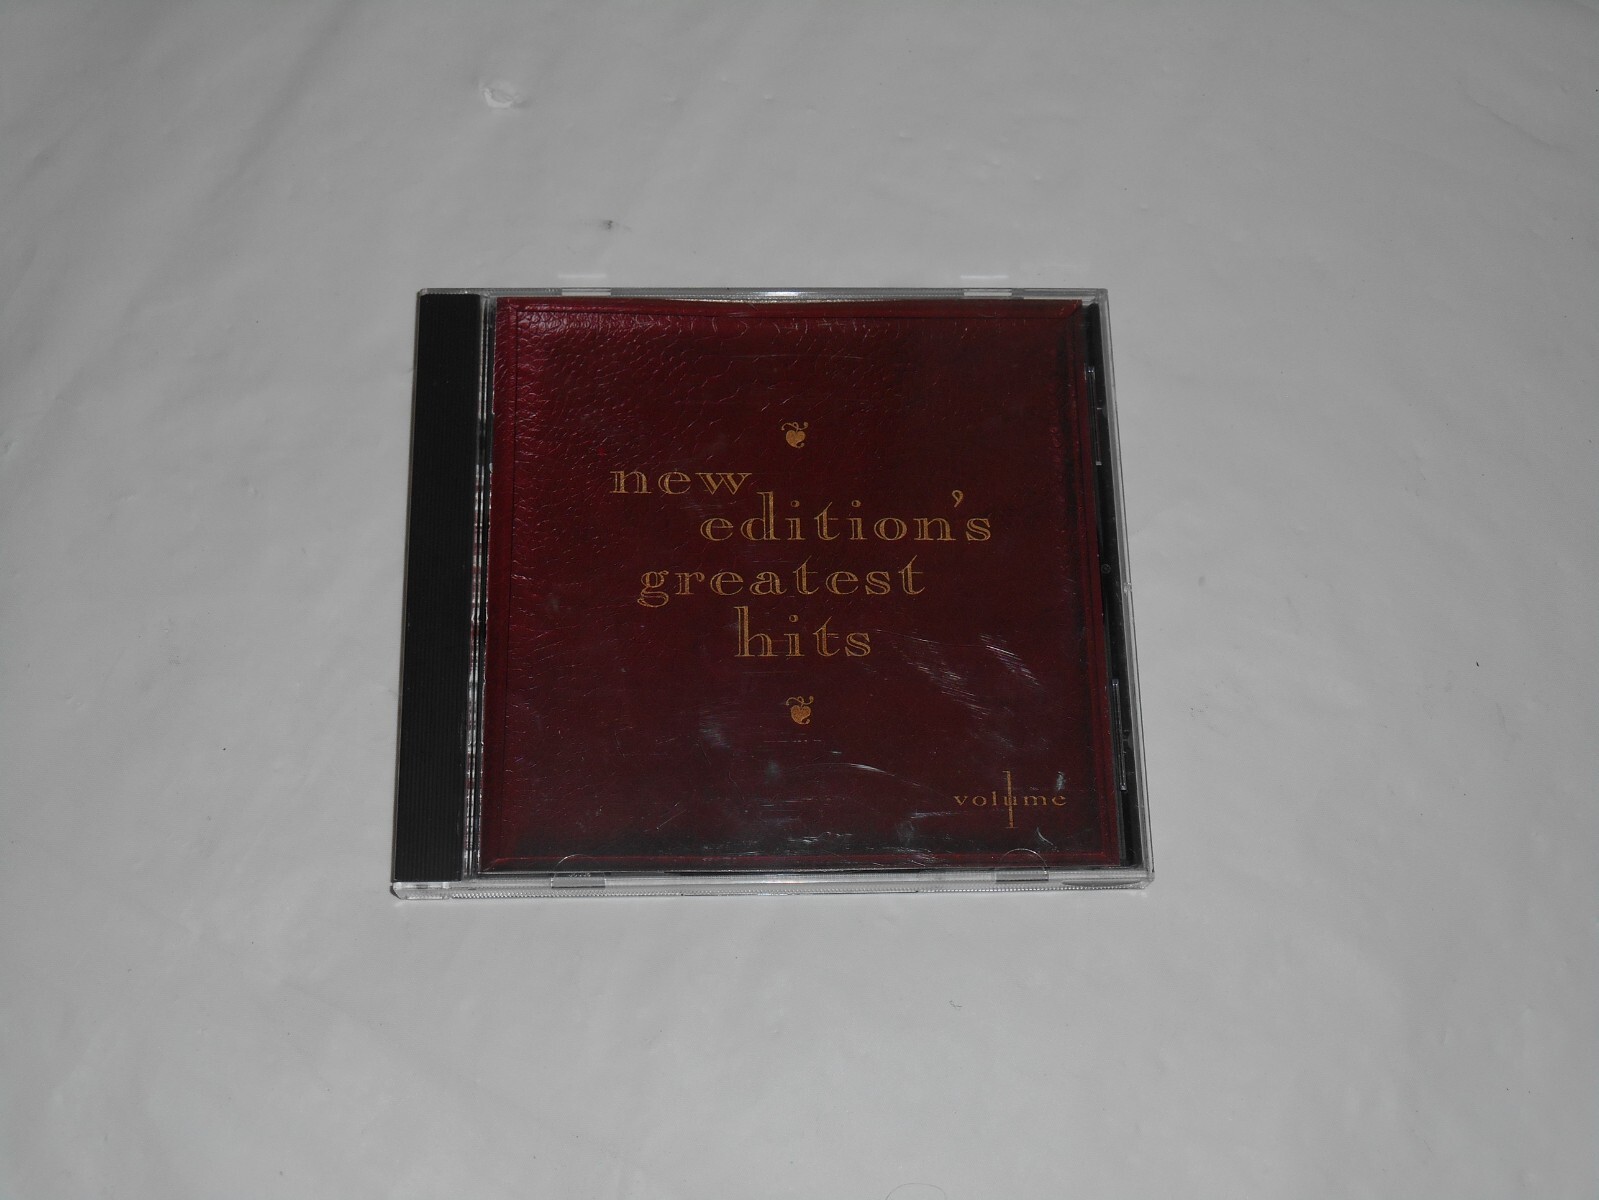 new
edition's
greatest
hits
volume
1